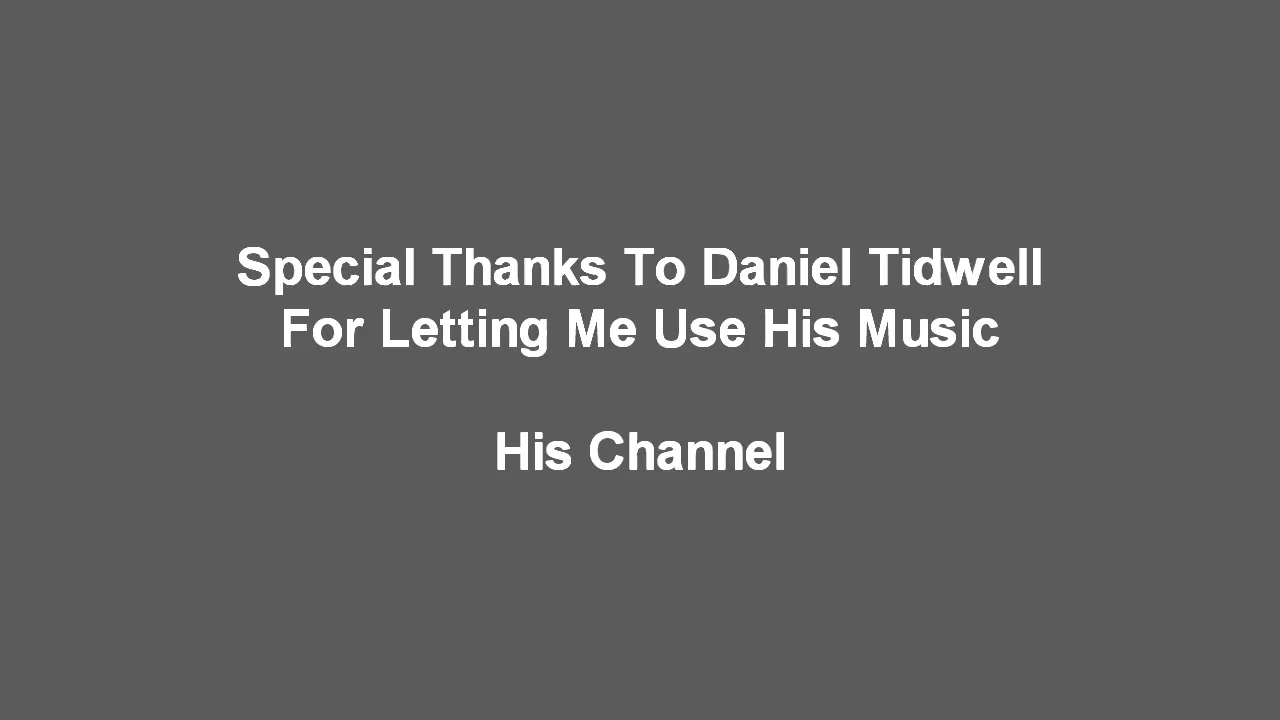 Special Thanks To Daniel Tidwell
For Letting Me Use His Music
His Channel